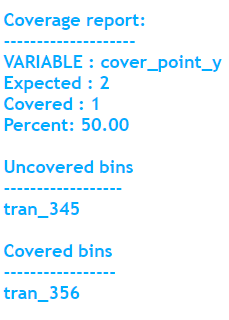 Coverage report:
--------------------
VARIABLE : cover_point_y
Expected : 2
Covered : 1
Percent: 50.00

Uncovered bins
------------------
tran_345

Covered bins
-----------------
tran_356